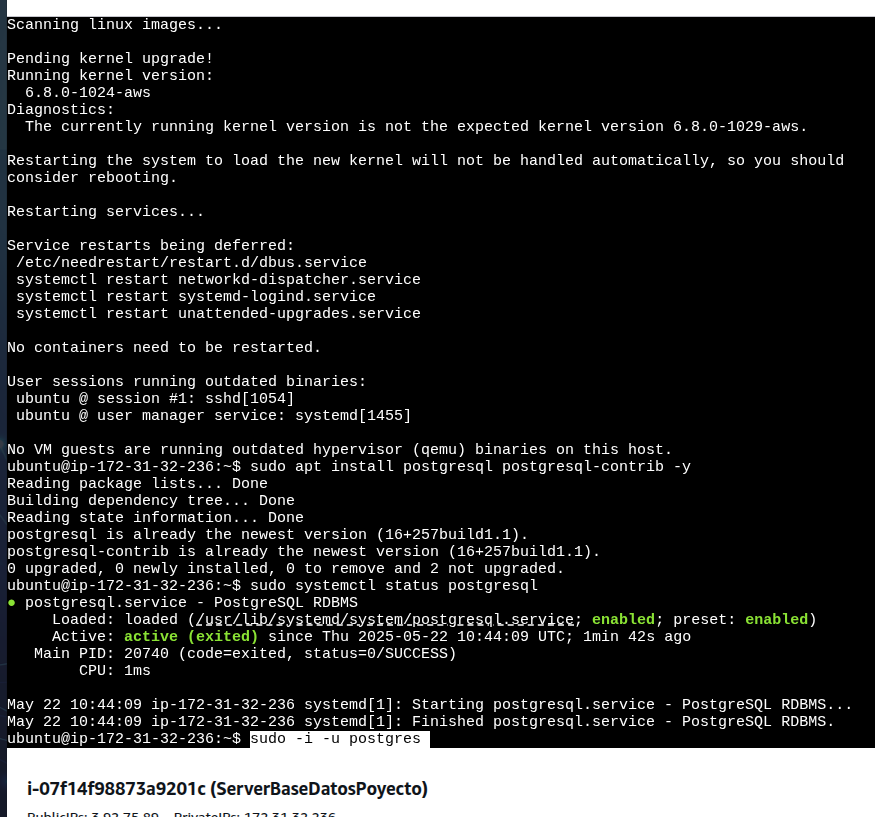 Scanning linux images...
Pending kernel upgrade!
Running kernel version:
  6.8.0-1024-aws
Diagnostics:
  The currently running kernel version is not the expected kernel version 6.8.0-1029-aws.
Restarting the system to load the new kernel will not be handled automatically, so you should
consider rebooting.
Restarting services...
Service restarts being deferred:
 /etc/needrestart/restart.d/dbus.service
 systemctl restart networkd-dispatcher.service
 systemctl restart systemd-logind.service
 systemctl restart unattended-upgrades.service
No containers need to be restarted.
User sessions running outdated binaries:
 ubuntu @ session #1: sshd[1054]
 ubuntu @ user manager service: systemd[1455]
No VM guests are running outdated hypervisor (qemu) binaries on this host.
ubuntu@ip-172-31-32-236:~$ sudo apt install postgresql postgresql-contrib -y
Reading package lists... Done
Building dependency tree... Done
Reading state information... Done
postgresql is already the newest version (16+257build1.1).
postgresql-contrib is already the newest version (16+257build1.1).
0 upgraded, 0 newly installed, 0 to remove and 2 not upgraded.
ubuntu@ip-172-31-32-236:~$ sudo systemctl status postgresql
● postgresql.service - PostgreSQL RDBMS
     Loaded: loaded (/usr/lib/systemd/system/postgresql.service; enabled; preset: enabled)
     Active: active (exited) since Thu 2025-05-22 10:44:09 UTC; 1min 42s ago
   Main PID: 20740 (code=exited, status=0/SUCCESS)
        CPU: 1ms
May 22 10:44:09 ip-172-31-32-236 systemd[1]: Starting postgresql.service - PostgreSQL RDBMS...
May 22 10:44:09 ip-172-31-32-236 systemd[1]: Finished postgresql.service - PostgreSQL RDBMS.
ubuntu@ip-172-31-32-236:~$ sudo -i -u postgres
i-07f14f98873a9201c (ServerBaseDatosPoyecto)
PublicIPs: 3.92.75.89 PrivateIPs: 172.31.32.236